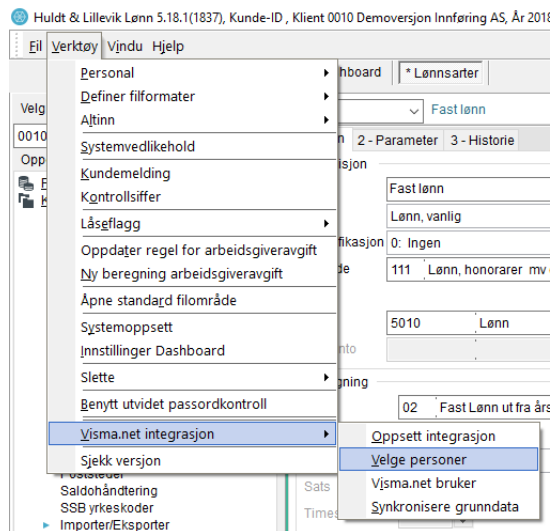 Huldt & Lillevik Lønn 5.18.1(1837), Kunde-ID , Klient 0010 Demoversjon Innføring AS, År 2018
Fil Verktøy Vindu Hjelp
hboard * Lønnsarter
Velg
0010
Opp
Personal
Definer filformater
Altinn
Systemvedlikehold
Kundemelding
Kontrollsiffer
Låseflagg
Oppdater regel for arbeidsgiveravgift
Ny beregning arbeidsgiveravgift
Åpne standard filområde
Systemoppsett
Innstillinger Dashboard
Slette
Benytt utvidet passordkontroll
Visma.net integrasjon
Sjekk versjon
Fast lønn
n 2 - Parameter 3 - Historie
isjon
Fast lønn
Lønn, vanlig
fikasjon 0: Ingen
de 111 Lønn, honorarer mv
5010 Lønn
nto
gning
02 Fast Lønn ut fra års
Oppsett integrasjon
Velge personer
Visma.net bruker
Synkronisere grunndata
Poststeder
Saldohåndtering
SSB yrkeskoder
Importer/Eksporter
Sats
Times